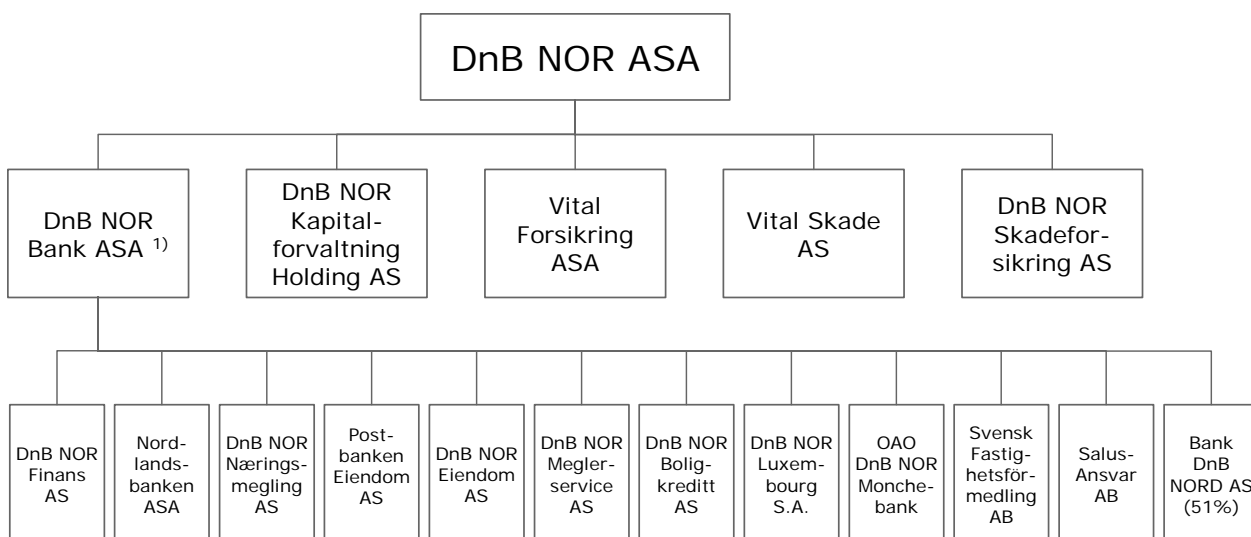 DnB NOR ASA
DnB NOR
Bank ASA 1)
DnB NOR
Kapital-
forvaltning
Holding AS
Vital
Forsikring
ASA
Vital Skade
AS
DnB NOR
Skadefor-
sikring AS
DnB NOR
Finans
AS
Nord-
lands-
banken
ASA
DnB NOR
Nærings-
megling
AS
Post-
banken
Eiendom
AS
DnB NOR
Eiendom
AS
DnB NOR
Megler-
service
AS
DnB NOR
Bolig-
kreditt
AS
DnB NOR
Luxem-
bourg
S.A.
OAO
DnB NOR
Monche-
bank
Svensk
Fastig-
hetsför-
medling
AB
Salus-
Ansvar
AB
Bank
DnB
NORD AS
(51%)